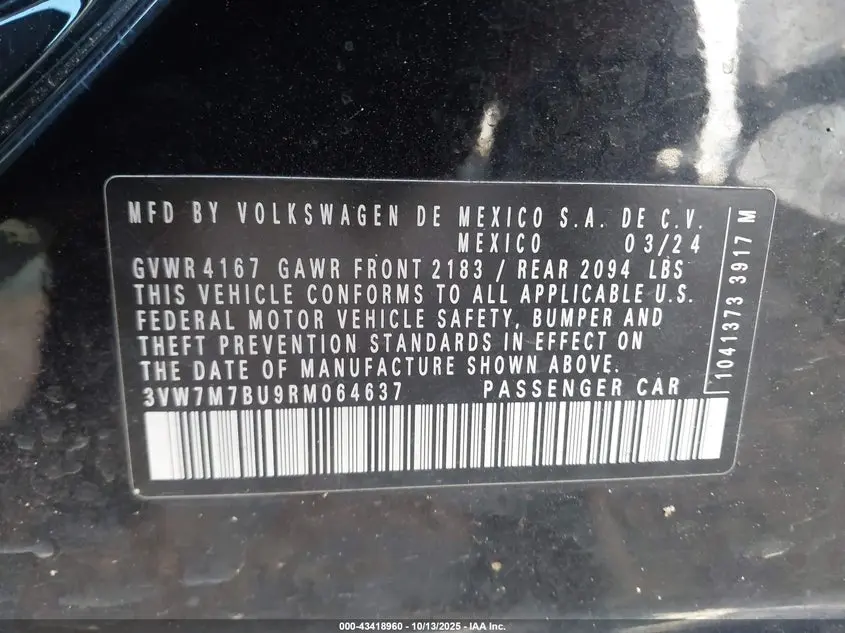 MFD BY VOLKSWAGEN DE MEXICO S.A. DE C.V.
MEXICO 03/24
GVWR 4167 GAWR FRONT 2183 / REAR 2094 LBS
THIS VEHICLE CONFORMS TO ALL APPLICABLE U.S.
FEDERAL MOTOR VEHICLE SAFETY, BUMPER AND
THEFT PREVENTION STANDARDS IN EFFECT ON
THE DATE OF MANUFACTURE SHOWN ABOVE.
3VW7M7BU9RM064637 PASSENGER CAR
1041373 3917 M
000-43418960 - 10/13/2025 - IAA Inc.